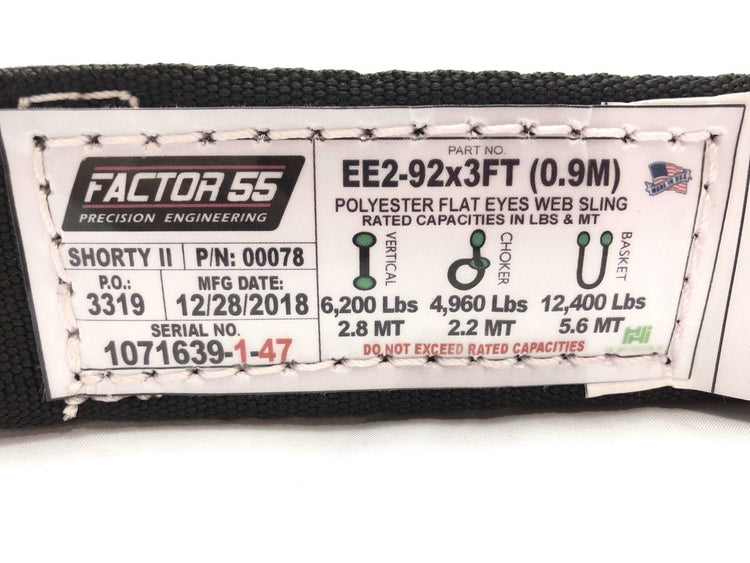 FACTOR 55
PRECISION ENGINEERING
SHORTY II P/N: 00078
P.O.: MFG DATE:
3319 12/28/2018
SERIAL NO.
1071639-1-47
PART NO.
EE2-92x3FT (0.9M)
MADE IN U.S.A.
POLYESTER FLAT EYES WEB SLING
RATED CAPACITIES IN LBS & MT
VERTICAL CHOKER BASKET
6,200 Lbs 4,960 Lbs 12,400 Lbs
2.8 MT 2.2 MT 5.6 MT
DO NOT EXCEED RATED CAPACITIES